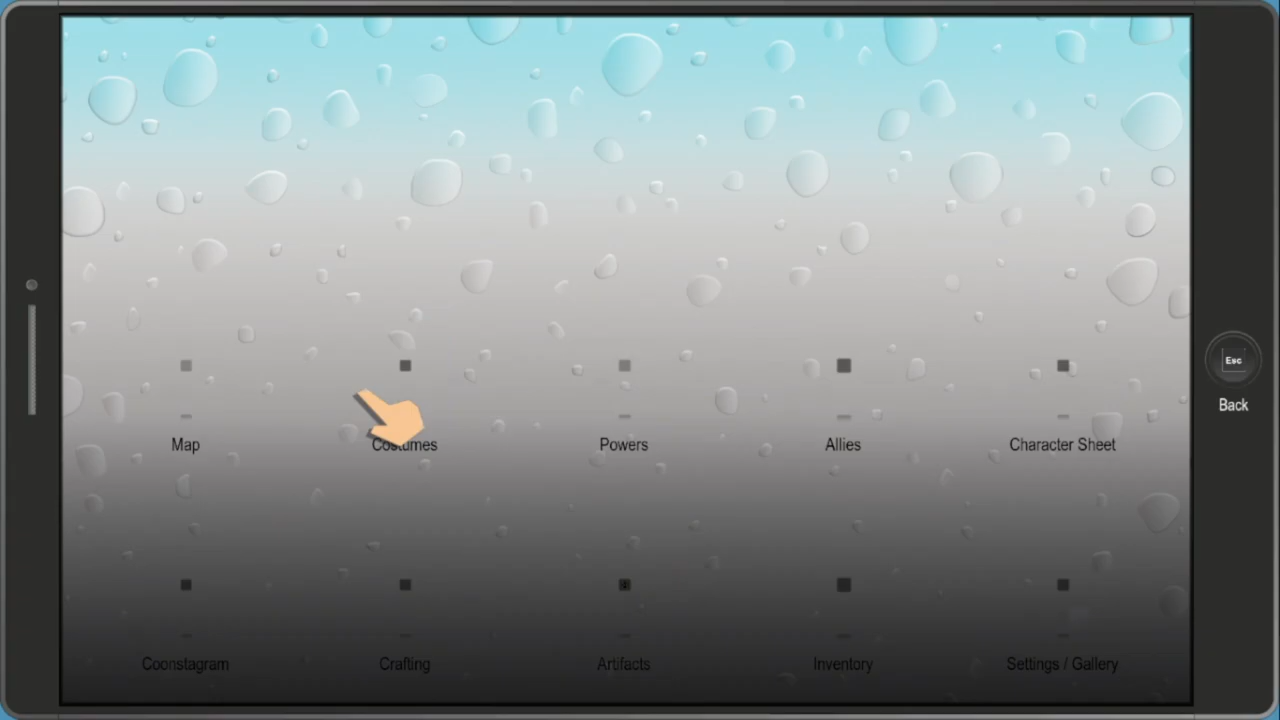 Esc
Back
Map
Costumes
Powers
Allies
Character Sheet
Coonstagram
Crafting
Artifacts
Inventory
Settings / Gallery